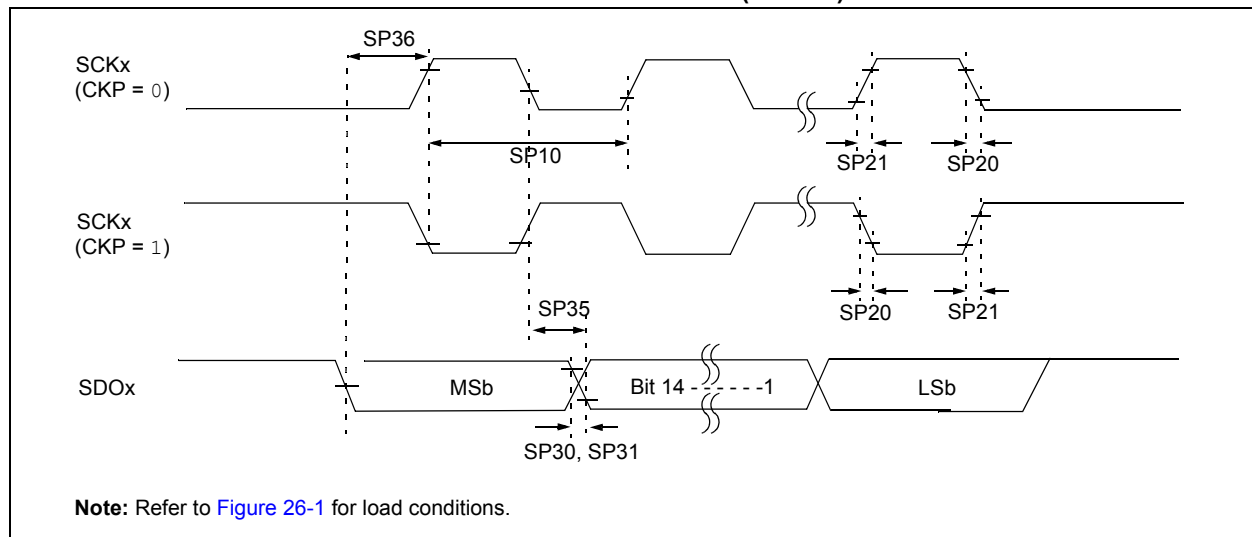 SP36
SCKx
(CKP = 0)
SP10
SP21
SP20
SCKx
(CKP = 1)
SP35
SP20
SP21
SDOx
MSb
Bit 14 - - - - - -1
LSb
SP30, SP31
Note: Refer to Figure 26-1 for load conditions.